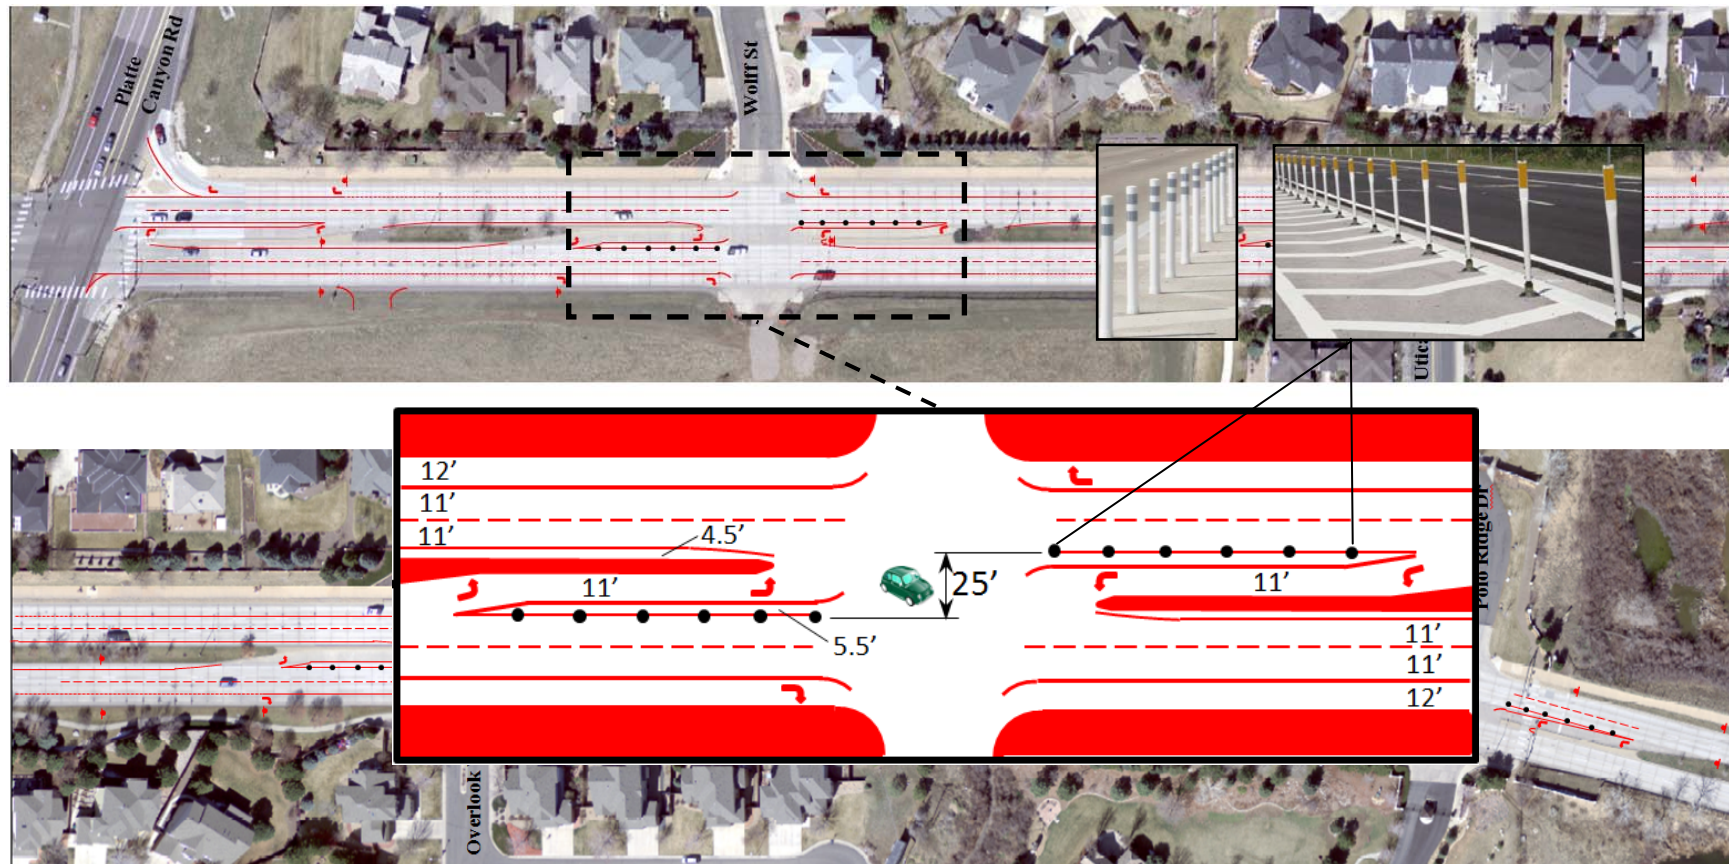 Platte
Canyon Rd
Wolff St
Utica
12’
11’
11’
4.5’
11’
5.5’
25’
11’
11’
11’
12’
Polo Ridge Dr
Overlook